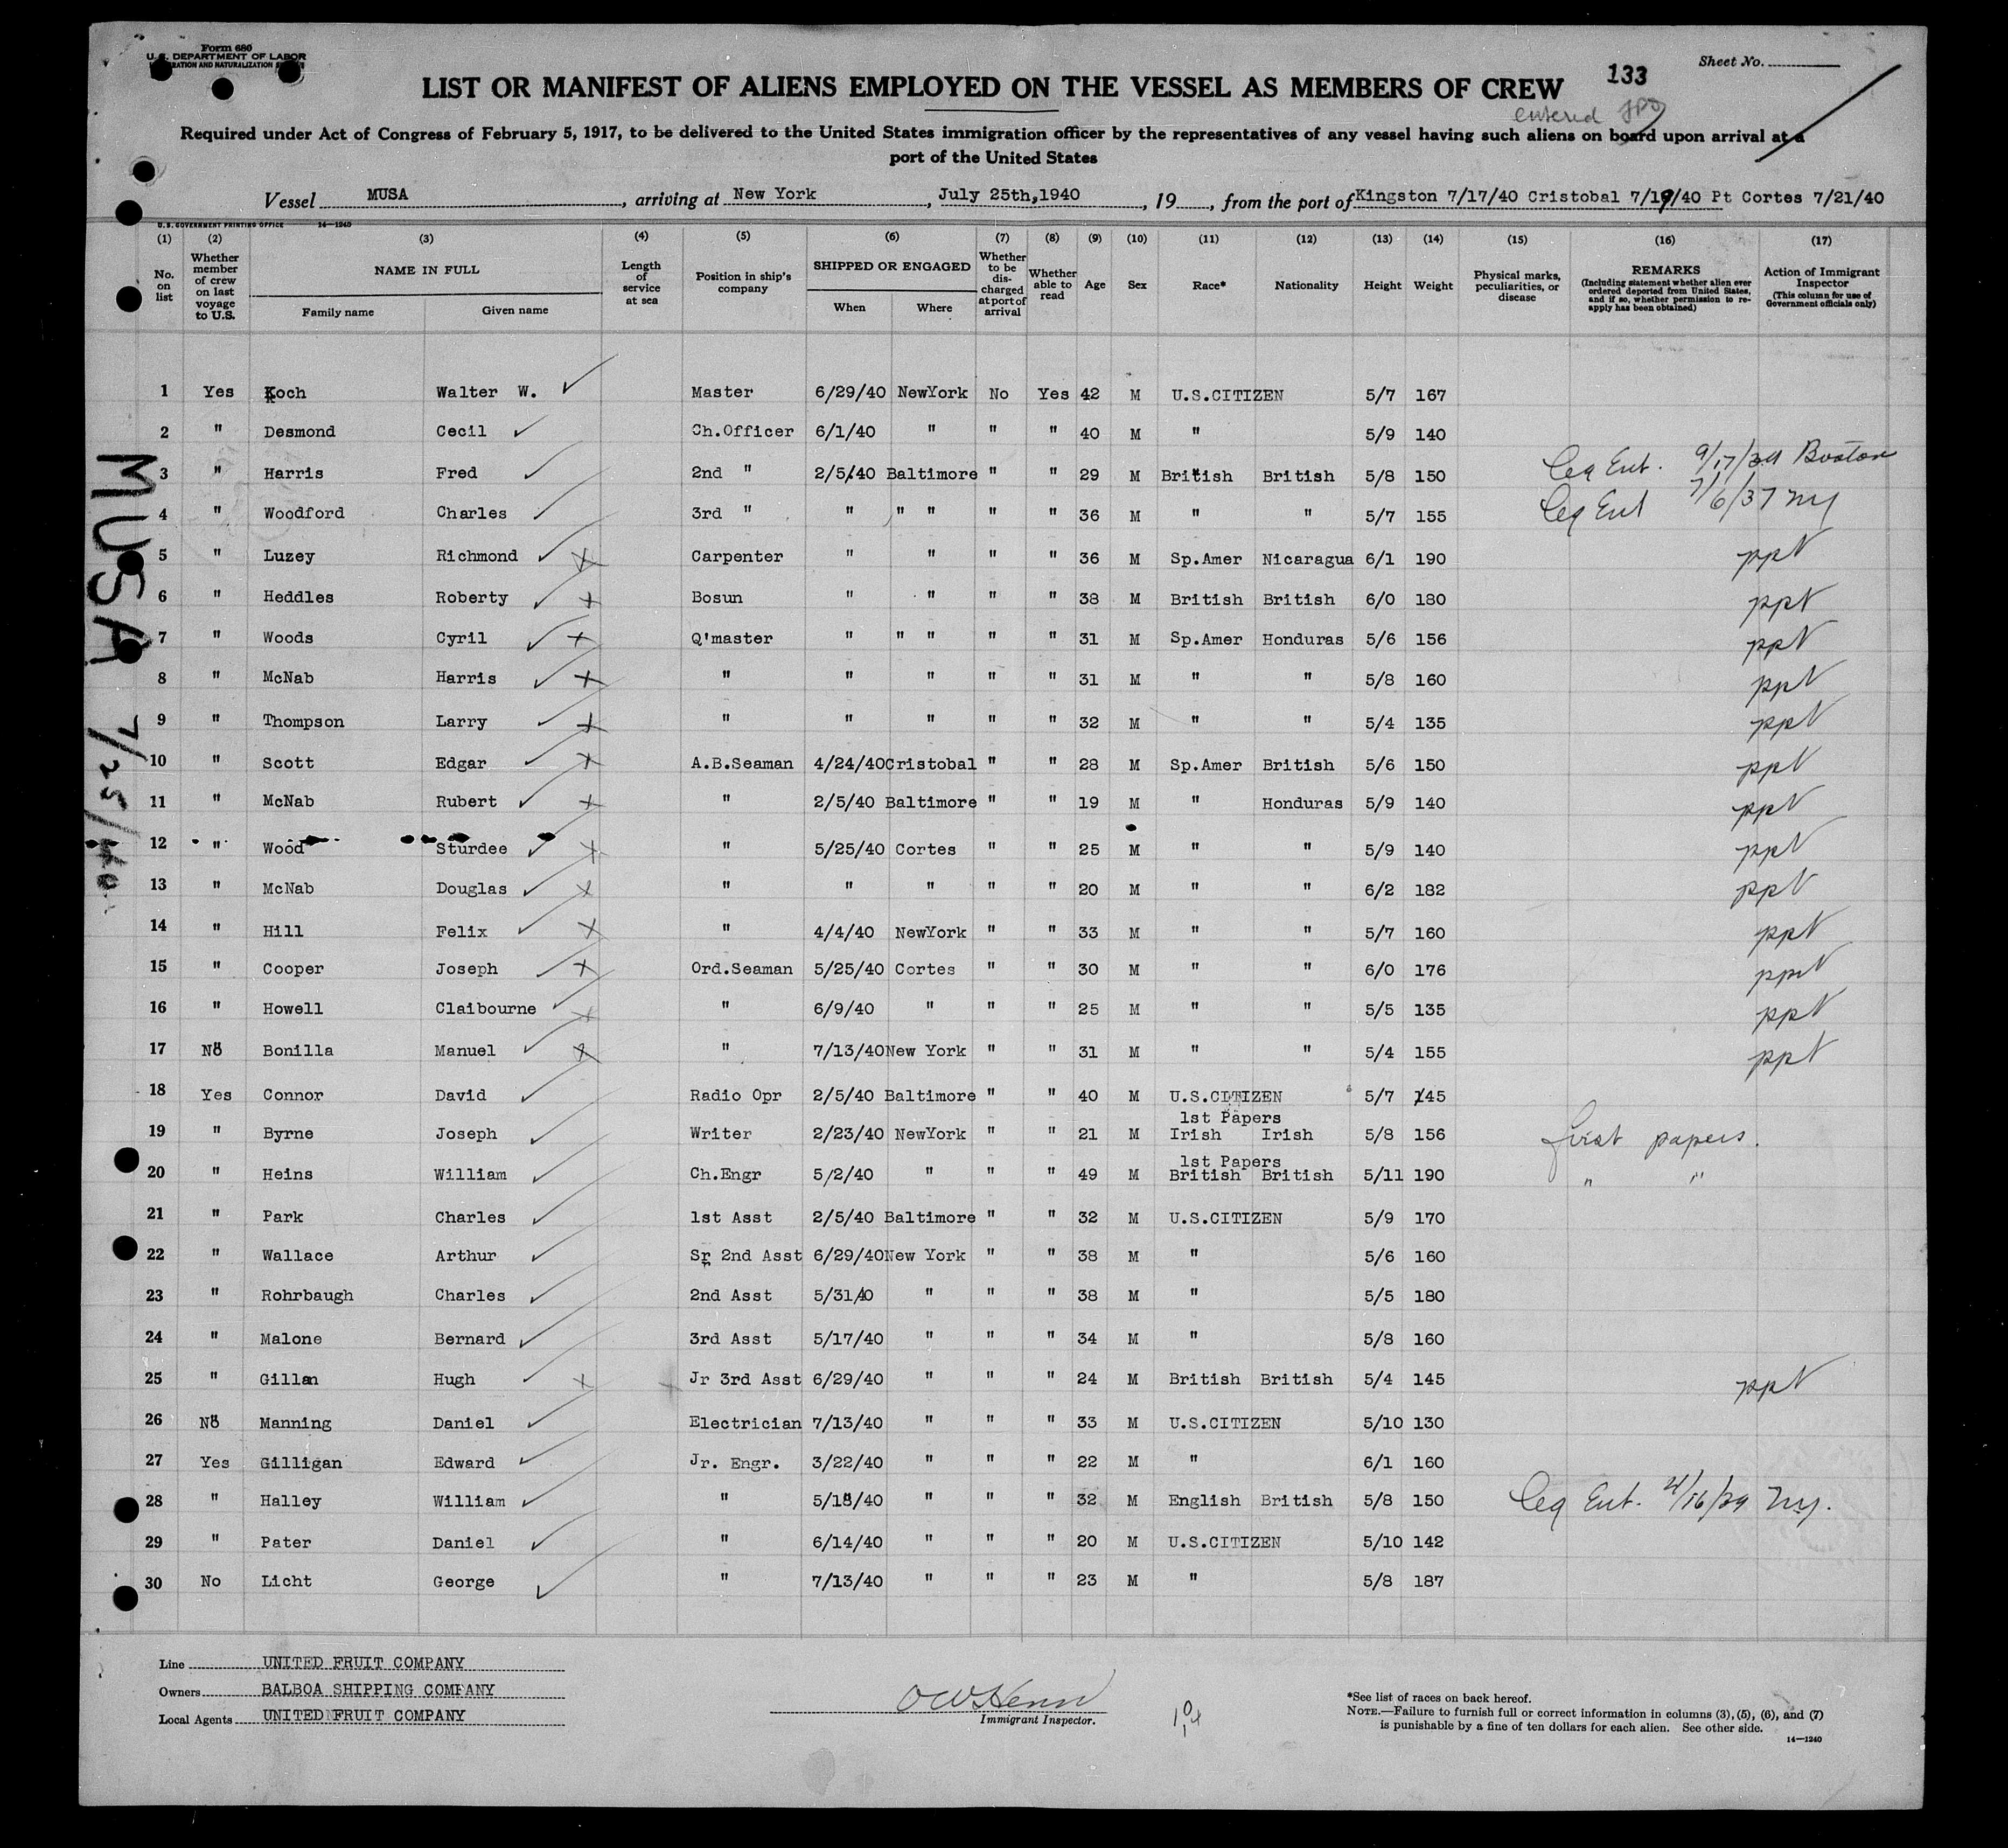 Form 680
U. S. DEPARTMENT OF LABOR
IMMIGRATION AND NATURALIZATION SERVICE
Sheet No.
133
LIST OR MANIFEST OF ALIENS EMPLOYED ON THE VESSEL AS MEMBERS OF CREW
entered
Required under Act of Congress of February 5, 1917, to be delivered to the United States immigration officer by the representatives of any vessel having such aliens on board upon arrival at a
port of the United States
Vessel MUSA, arriving at New York, July 25th,1940, 19, from the port of Kingston 7/17/40 Cristobal 7/19/40 Pt Cortes 7/21/40
U.S. GOVERNMENT PRINTING OFFICE 14—1240
(1) (2) (3) (4) (5) (6) (7) (8) (9) (10) (11) (12) (13) (14) (15) (16) (17)
No. on list
Whether member of crew on last voyage to U.S.
NAME IN FULL
Family name Given name
Length of service at sea
Position in ship's company
SHIPPED OR ENGAGED
When Where
Whether to be discharged at port of arrival
Whether able to read
Age Sex Race* Nationality Height Weight
Physical marks, peculiarities, or disease
REMARKS
(Including statement whether alien ever ordered deported from United States, and if so, whether permission to reapply has been obtained)
Action of Immigrant Inspector
(This column for use of Government officials only)
1 Yes Koch Walter W. Master 6/29/40 NewYork No Yes 42 M U.S.CITIZEN 5/7 167
2 " Desmond Cecil Ch.Officer 6/1/40 " " " 40 M " 5/9 140
3 " Harris Fred 2nd " 2/5/40 Baltimore " " 29 M British British 5/8 150 Leg Ent. 9/17/24 Boston
4 " Woodford Charles 3rd " " " " " " 36 M " " 5/7 155 Leg Ent 7/6/37 NY
5 " Luzey Richmond Carpenter " " " " 36 M Sp.Amer Nicaragua 6/1 190 ppt
6 " Heddles Roberty Bosun " " " " 38 M British British 6/0 180 ppt
7 " Woods Cyril Q'master " " " " " 31 M Sp.Amer Honduras 5/6 156 ppt
8 " McNab Harris " " " " " 31 M " " 5/8 160 ppt
9 " Thompson Larry " " " " " 32 M " " 5/4 135 ppt
10 " Scott Edgar A.B.Seaman 4/24/40 Cristobal " " 28 M Sp.Amer British 5/6 150 ppt
11 " McNab Rubert " 2/5/40 Baltimore " " 19 M " Honduras 5/9 140 ppt
12 " Wood Sturdee " 5/25/40 Cortes " " 25 M " " 5/9 140 ppt
13 " McNab Douglas " " " " " 20 M " " 6/2 182 ppt
14 " Hill Felix " 4/4/40 NewYork " " 33 M " " 5/7 160 ppt
15 " Cooper Joseph Ord.Seaman 5/25/40 Cortes " " 30 M " " 6/0 176 ppt
16 " Howell Claibourne " 6/9/40 " " " 25 M " " 5/5 135 ppt
17 No Bonilla Manuel " 7/13/40 New York " " 31 M " " 5/4 155 ppt
18 Yes Connor David Radio Opr 2/5/40 Baltimore " " 40 M U.S.CITIZEN 5/7 145
1st Papers
19 " Byrne Joseph Writer 2/23/40 NewYork " " 21 M Irish Irish 5/8 156 first papers.
1st Papers
20 " Heins William Ch.Engr 5/2/40 " " " 49 M British British 5/11 190 " "
21 " Park Charles 1st Asst 2/5/40 Baltimore " " 32 M U.S.CITIZEN 5/9 170
22 " Wallace Arthur Sr 2nd Asst 6/29/40 New York " " 38 M " 5/6 160
23 " Rohrbaugh Charles 2nd Asst 5/31/40 " " " 38 M " 5/5 180
24 " Malone Bernard 3rd Asst 5/17/40 " " " 34 M " 5/8 160
25 " Gillan Hugh Jr 3rd Asst 6/29/40 " " " 24 M British British 5/4 145 ppt
26 No Manning Daniel Electrician 7/13/40 " " " 33 M U.S.CITIZEN 5/10 130
27 Yes Gilligan Edward Jr. Engr. 3/22/40 " " " 22 M " 6/1 160
28 " Halley William " 5/18/40 " " " 32 M English British 5/8 150 Leg Ent. 4/16/29 NY.
29 " Pater Daniel " 6/14/40 " " " 20 M U.S.CITIZEN 5/10 142
30 No Licht George " 7/13/40 " " " 23 M " 5/8 187
MUSA 7/25/40
Line UNITED FRUIT COMPANY
Owners BALBOA SHIPPING COMPANY
Local Agents UNITED FRUIT COMPANY
Immigrant Inspector.
*See list of races on back hereof.
NOTE.—Failure to furnish full or correct information in columns (3), (5), (6), and (7)
is punishable by a fine of ten dollars for each alien. See other side.
14—1240